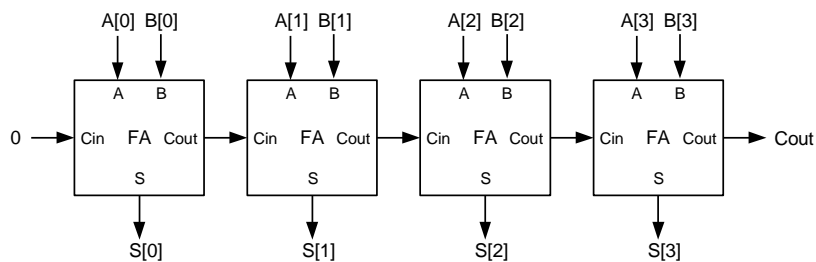 A[0] B[0] A[1] B[1] A[2] B[2] A[3] B[3]
A B A B A B A B
0 Cin FA Cout Cin FA Cout Cin FA Cout Cin FA Cout Cout
S S S S
S[0] S[1] S[2] S[3]